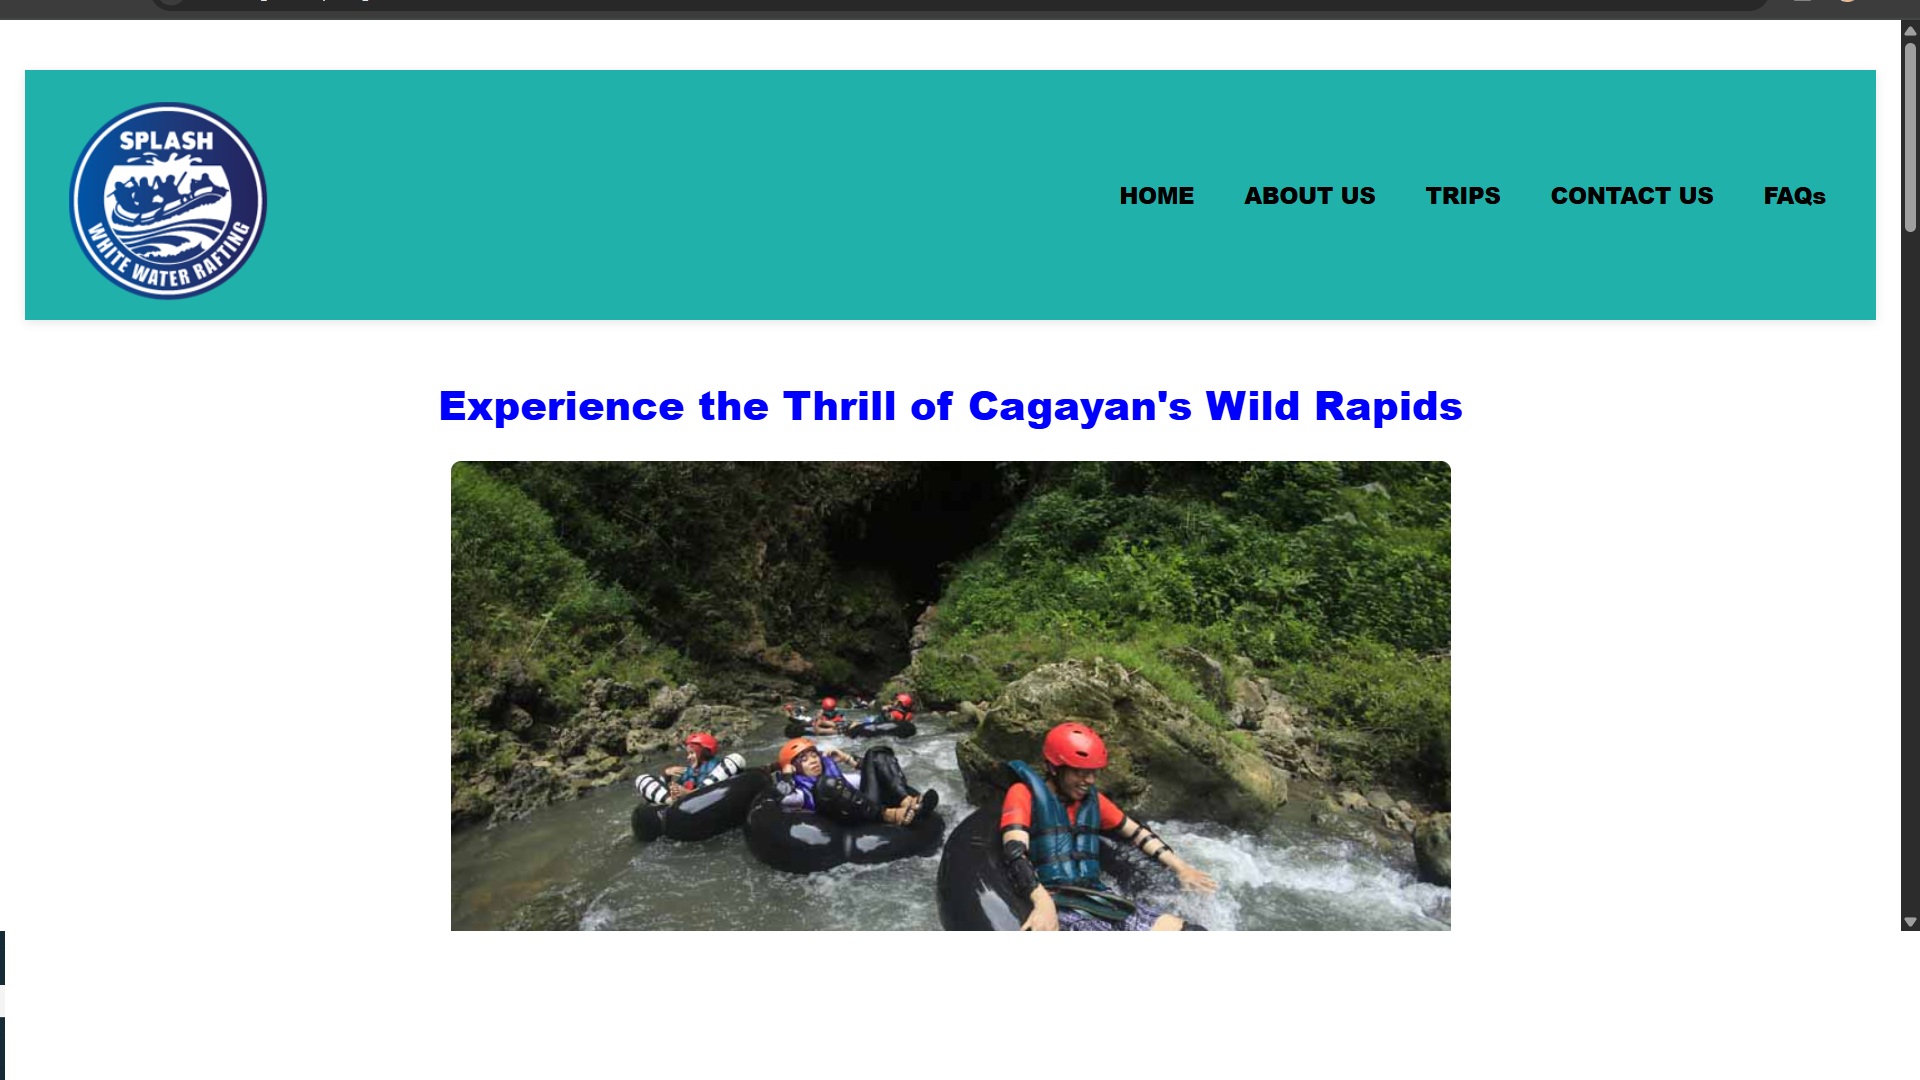 SPLASH
WHITE WATER RAFTING
HOME ABOUT US TRIPS CONTACT US FAQs
Experience the Thrill of Cagayan's Wild Rapids